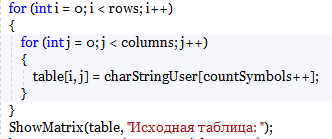 for (int i = 0; i < rows; i++)
{
for (int j = 0; j < columns; j++)
{
table[i, j] = charStringUser[countSymbols++];
}
}
ShowMatrix(table, "Исходная таблица: ");